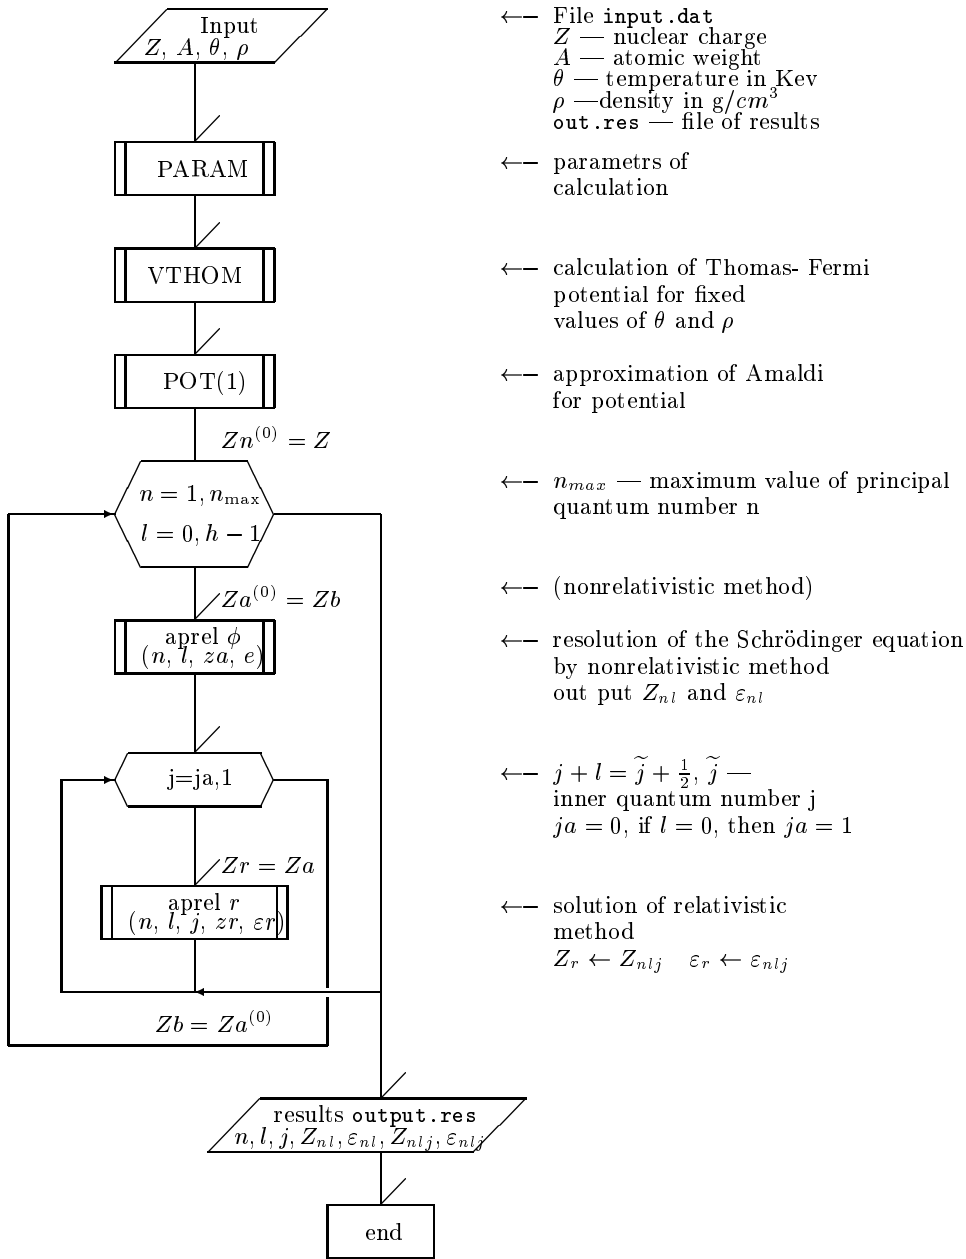 Input
Z, A, θ, ρ
←− File input.dat
Z — nuclear charge
A — atomic weight
θ — temperature in Kev
ρ —density in g/cm³
out.res — file of results
PARAM
←− parametrs of
calculation
VTHOM
←− calculation of Thomas- Fermi
potential for fixed
values of θ and ρ
POT(1)
←− approximation of Amaldi
for potential
Zn⁽⁰⁾ = Z
n = 1, n_max
l = 0, h − 1
←− n_max — maximum value of principal
quantum number n
Za⁽⁰⁾ = Zb
←− (nonrelativistic method)
aprel ϕ
(n, l, za, e)
←− resolution of the Schrödinger equation
by nonrelativistic method
out put Z_nl and ε_nl
j=ja,1
←− j + l = j̃ + ½, j̃ —
inner quantum number j
ja = 0, if l = 0, then ja = 1
Zr = Za
aprel r
(n, l, j, zr, εr)
←− solution of relativistic
method
Z_r ← Z_nlj ε_r ← ε_nlj
Zb = Za⁽⁰⁾
results output.res
n, l, j, Z_nl, ε_nl, Z_nlj, ε_nlj
end